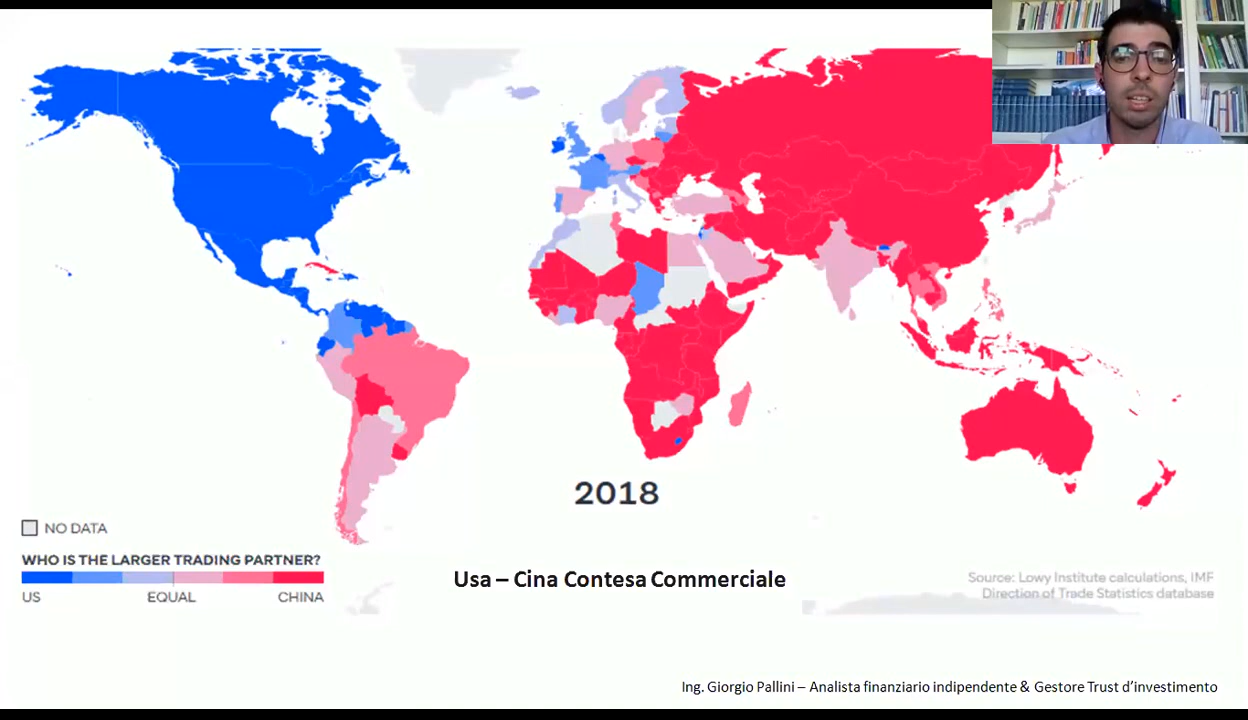 2018
NO DATA
WHO IS THE LARGER TRADING PARTNER?
US EQUAL CHINA
Usa – Cina Contesa Commerciale
Source: Lowy Institute calculations, IMF
Direction of Trade Statistics database
Ing. Giorgio Pallini – Analista finanziario indipendente & Gestore Trust d’investimento